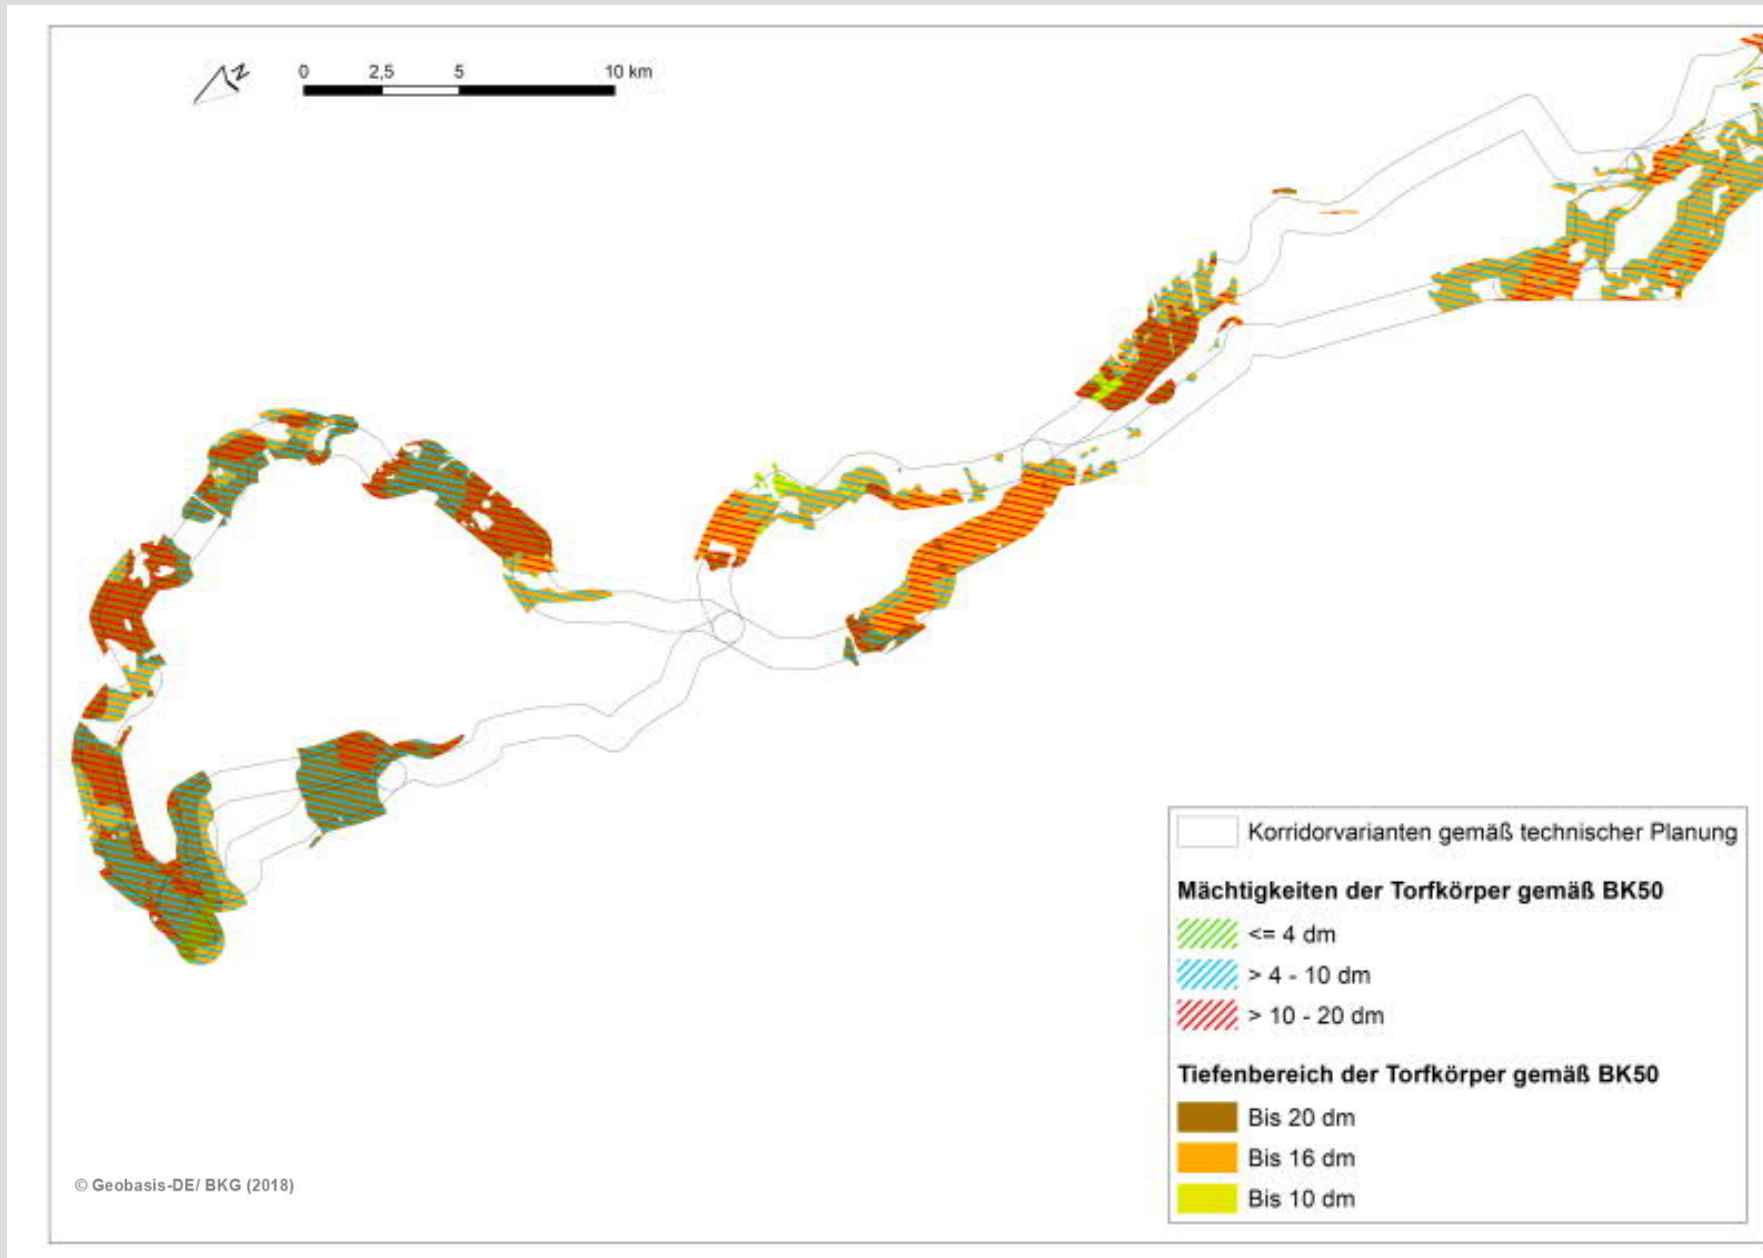 N
0 2,5 5 10 km
Korridorvarianten gemäß technischer Planung
Mächtigkeiten der Torfkörper gemäß BK50
<= 4 dm
> 4 - 10 dm
> 10 - 20 dm
Tiefenbereich der Torfkörper gemäß BK50
Bis 20 dm
Bis 16 dm
Bis 10 dm
© Geobasis-DE/ BKG (2018)